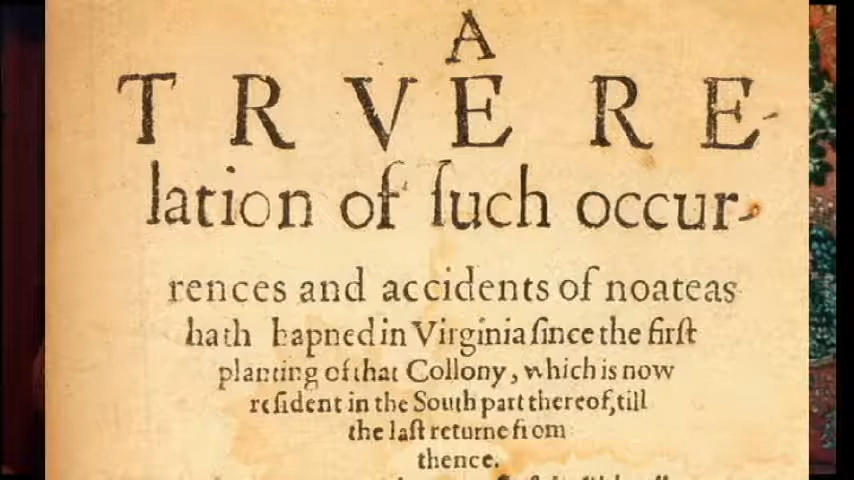 A
TRVE RE-
lation of ſuch occur-
rences and accidents of noateas
hath hapned in Virginia ſince the firſt
planting of that Collony, which is now
reſident in the South part thereof, till
the laſt returne from
thence.